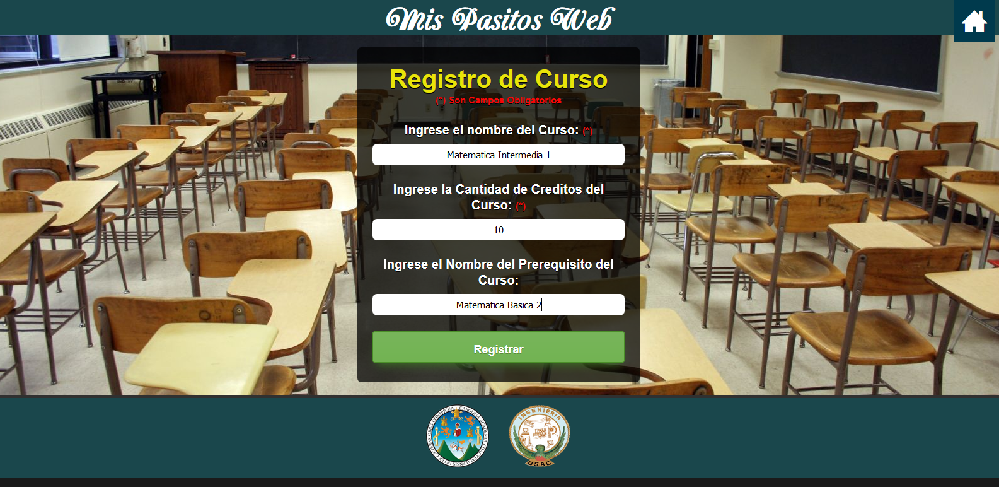 Mis Pasitos Web
Registro de Curso
(*) Son Campos Obligatorios
Ingrese el nombre del Curso: (*)
Matematica Intermedia 1
Ingrese la Cantidad de Creditos del
Curso: (*)
10
Ingrese el Nombre del Prerequisito del
Curso:
Matematica Basica 2
Registrar
INGENIERIA
USAC